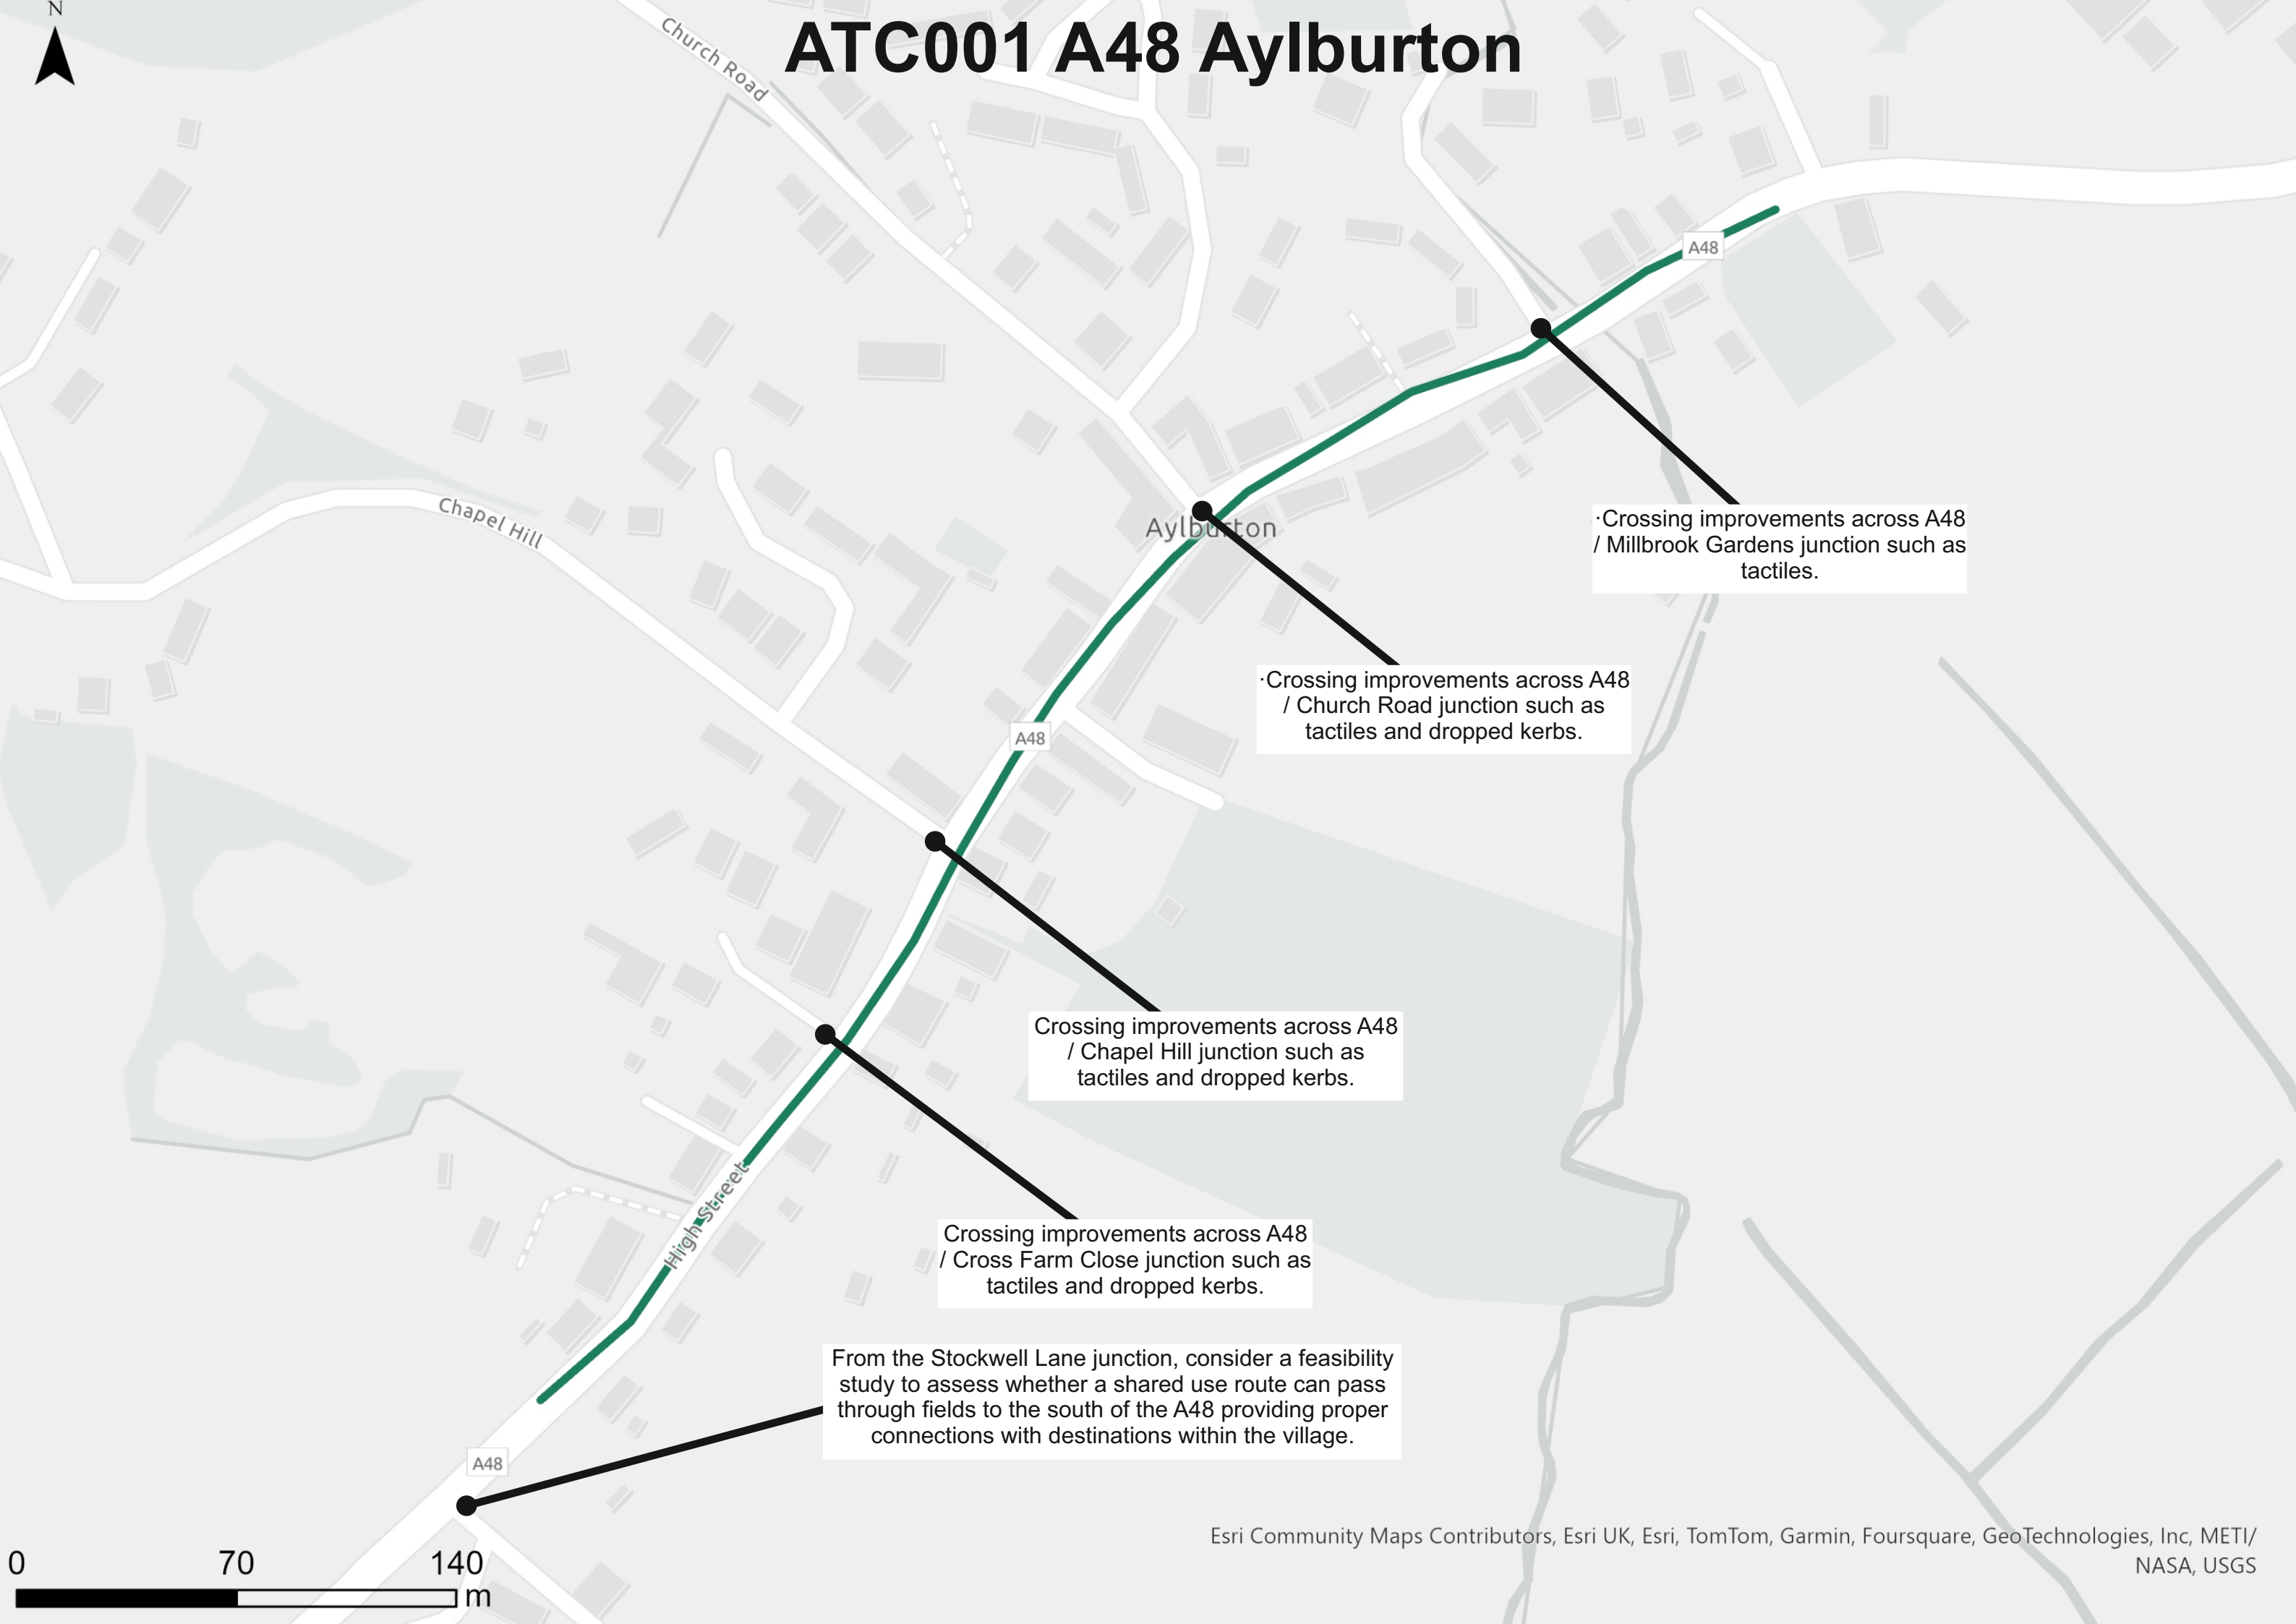 N
ATC001 A48 Aylburton
Church Road
A48
Chapel Hill
Aylburton
·Crossing improvements across A48
/ Millbrook Gardens junction such as
tactiles.
·Crossing improvements across A48
/ Church Road junction such as
tactiles and dropped kerbs.
A48
Crossing improvements across A48
/ Chapel Hill junction such as
tactiles and dropped kerbs.
High Street
Crossing improvements across A48
/ Cross Farm Close junction such as
tactiles and dropped kerbs.
From the Stockwell Lane junction, consider a feasibility
study to assess whether a shared use route can pass
through fields to the south of the A48 providing proper
connections with destinations within the village.
A48
0 70 140
m
Esri Community Maps Contributors, Esri UK, Esri, TomTom, Garmin, Foursquare, GeoTechnologies, Inc, METI/
NASA, USGS